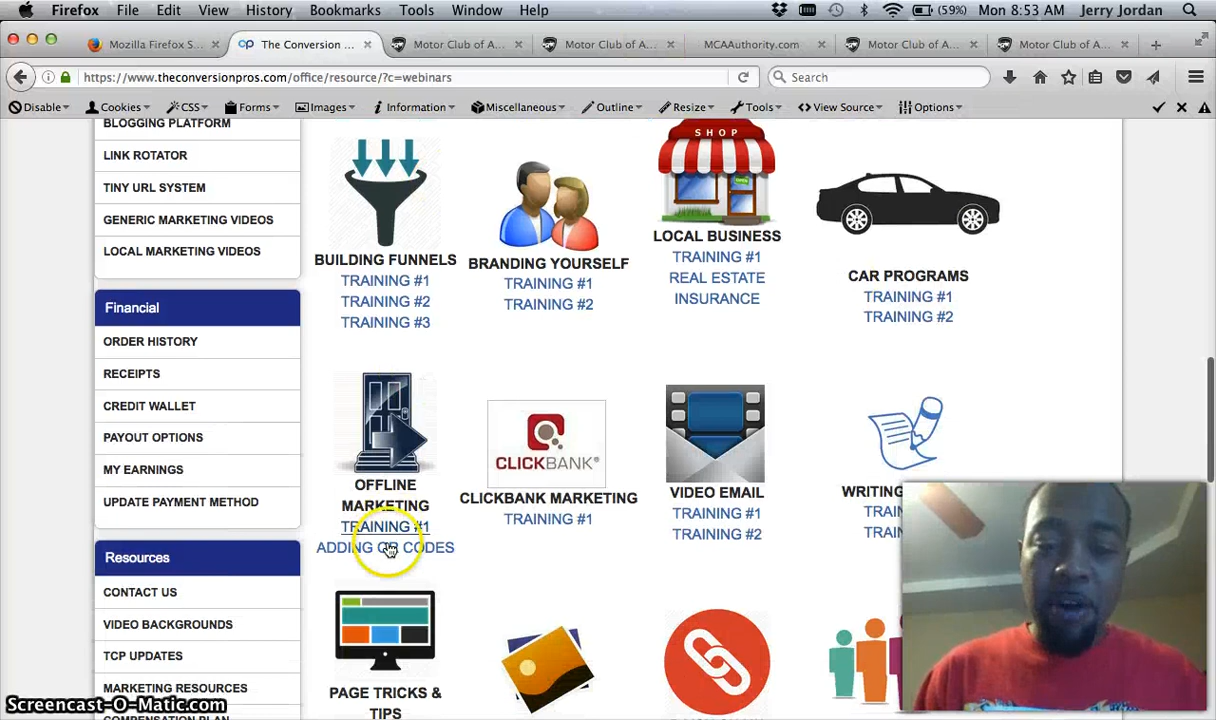 Firefox File Edit View History Bookmarks Tools Window Help (59%) Mon 8:53 AM Jerry Jordan
Mozilla Firefox S... The Conversion ... Motor Club of A... Motor Club of A... MCAAuthority.com Motor Club of A... Motor Club of A...
https://www.theconversionpros.com/office/resource/?c=webinars Search
Disable Cookies CSS Forms Images Information Miscellaneous Outline Resize Tools View Source Options
BLOGGING PLATFORM
LINK ROTATOR
TINY URL SYSTEM
GENERIC MARKETING VIDEOS
LOCAL MARKETING VIDEOS
Financial
ORDER HISTORY
RECEIPTS
CREDIT WALLET
PAYOUT OPTIONS
MY EARNINGS
UPDATE PAYMENT METHOD
Resources
CONTACT US
VIDEO BACKGROUNDS
TCP UPDATES
MARKETING RESOURCES
COMPENSATION PLAN
BUILDING FUNNELS
TRAINING #1
TRAINING #2
TRAINING #3
BRANDING YOURSELF
TRAINING #1
TRAINING #2
SHOP
LOCAL BUSINESS
TRAINING #1
REAL ESTATE
INSURANCE
CAR PROGRAMS
TRAINING #1
TRAINING #2
OFFLINE
MARKETING
TRAINING #1
ADDING QR CODES
CLICKBANK®
CLICKBANK MARKETING
TRAINING #1
VIDEO EMAIL
TRAINING #1
TRAINING #2
WRITING
PAGE TRICKS &
TIPS
Screencast-O-Matic.com